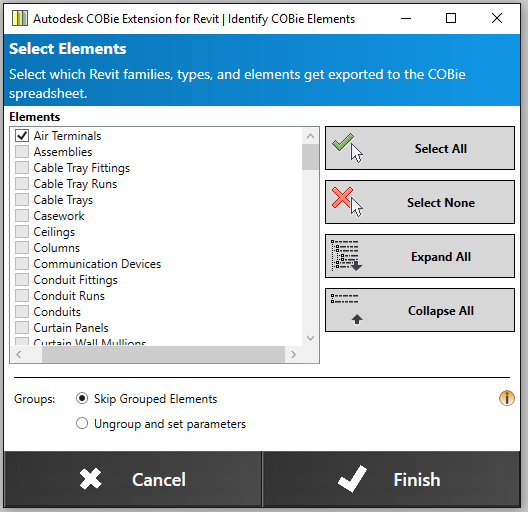 Autodesk COBie Extension for Revit | Identify COBie Elements
Select Elements
Select which Revit families, types, and elements get exported to the COBie
spreadsheet.
Elements
Air Terminals
Assemblies
Cable Tray Fittings
Cable Tray Runs
Cable Trays
Casework
Ceilings
Columns
Communication Devices
Conduit Fittings
Conduit Runs
Conduits
Curtain Panels
Curtain Wall Mullions
Select All
Select None
Expand All
Collapse All
Groups:
Skip Grouped Elements
Ungroup and set parameters
Cancel
Finish